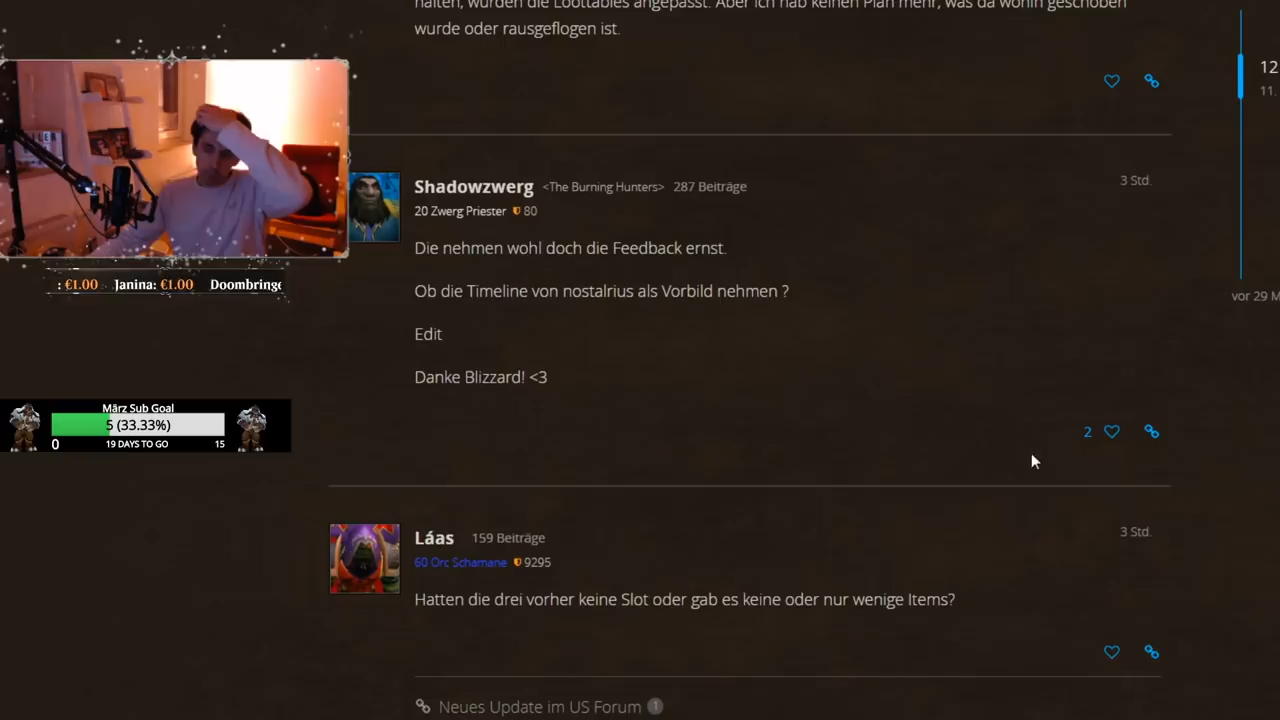 halten, wurden die Loottables angepasst. Aber ich hab keinen Plan mehr, was da wohin geschoben
wurde oder rausgeflogen ist.
12
11.
Shadowzwerg <The Burning Hunters> 287 Beiträge
3 Std.
20 Zwerg Priester 80
Die nehmen wohl doch die Feedback ernst.
: €1.00 Janina: €1.00 Doombringe
Ob die Timeline von nostalrius als Vorbild nehmen ?
vor 29 M
Edit
Danke Blizzard! <3
März Sub Goal
5 (33.33%)
0 19 DAYS TO GO 15
2
Láas 159 Beiträge
3 Std.
60 Orc Schamane 9295
Hatten die drei vorher keine Slot oder gab es keine oder nur wenige Items?
Neues Update im US Forum 1